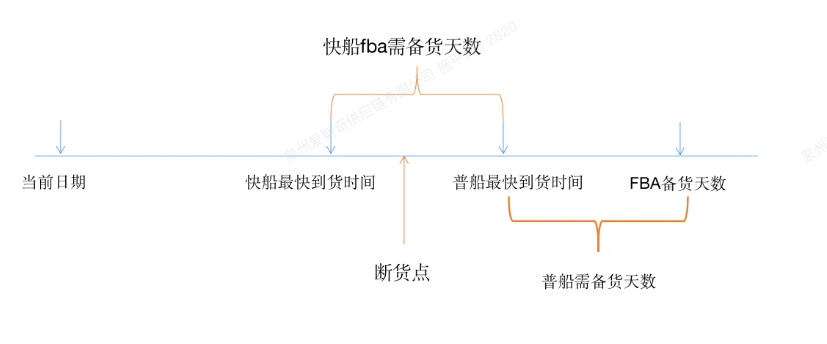 快船fba需备货天数
当前日期
快船最快到货时间
普船最快到货时间
FBA备货天数
断货点
普船需备货天数